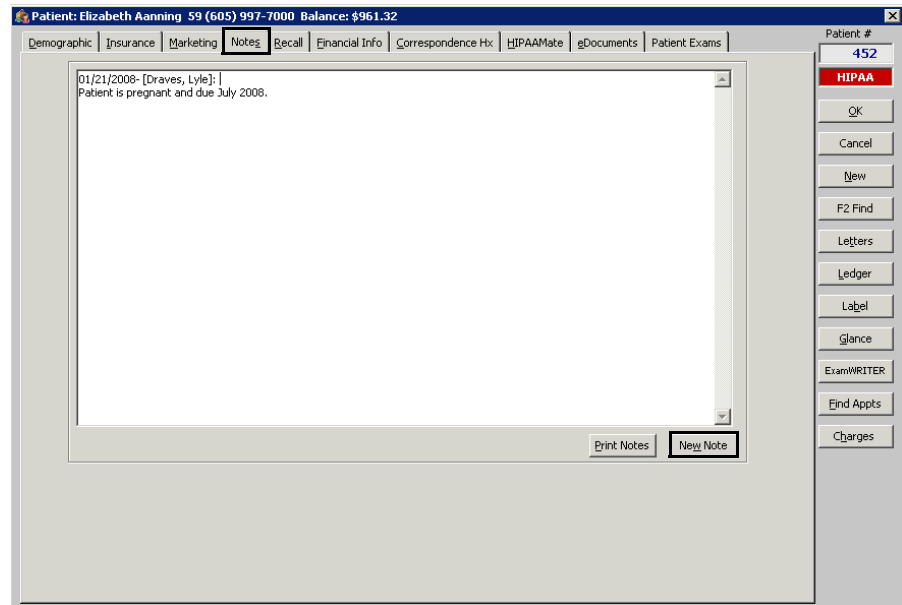 Patient: Elizabeth Aanning 59 (605) 997-7000 Balance: $961.32
Demographic Insurance Marketing Notes Recall Financial Info Correspondence Hx HIPAAMate eDocuments Patient Exams
Patient #
452
HIPAA
01/21/2008- [Draves, Lyle]:
Patient is pregnant and due July 2008.
OK
Cancel
New
F2 Find
Letters
Ledger
Label
Glance
ExamWRITER
Find Appts
Charges
Print Notes New Note